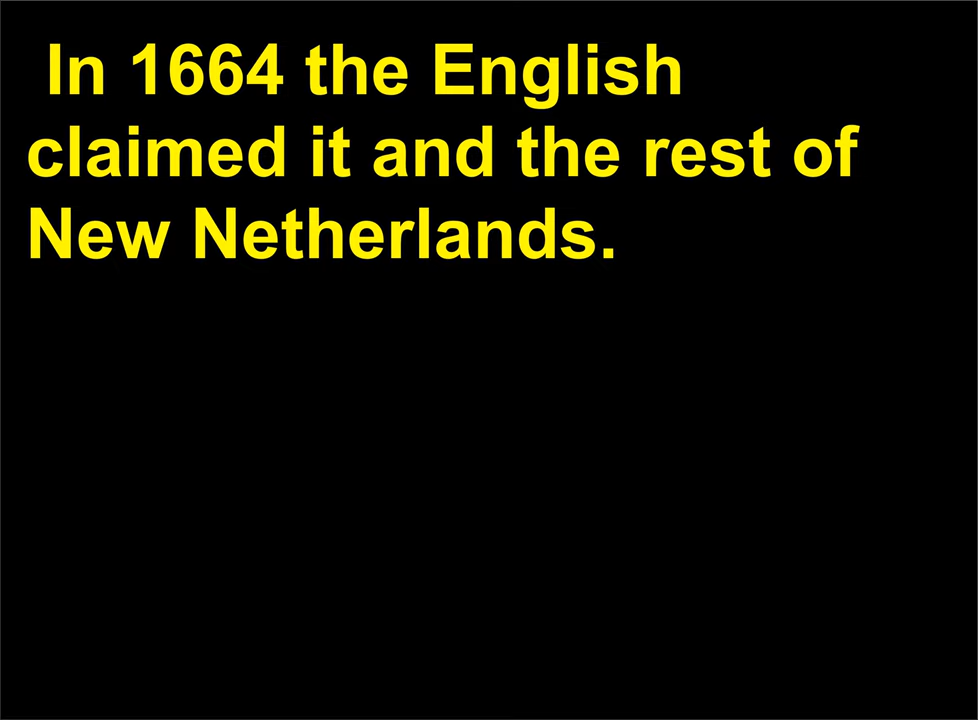 In 1664 the English
claimed it and the rest of
New Netherlands.